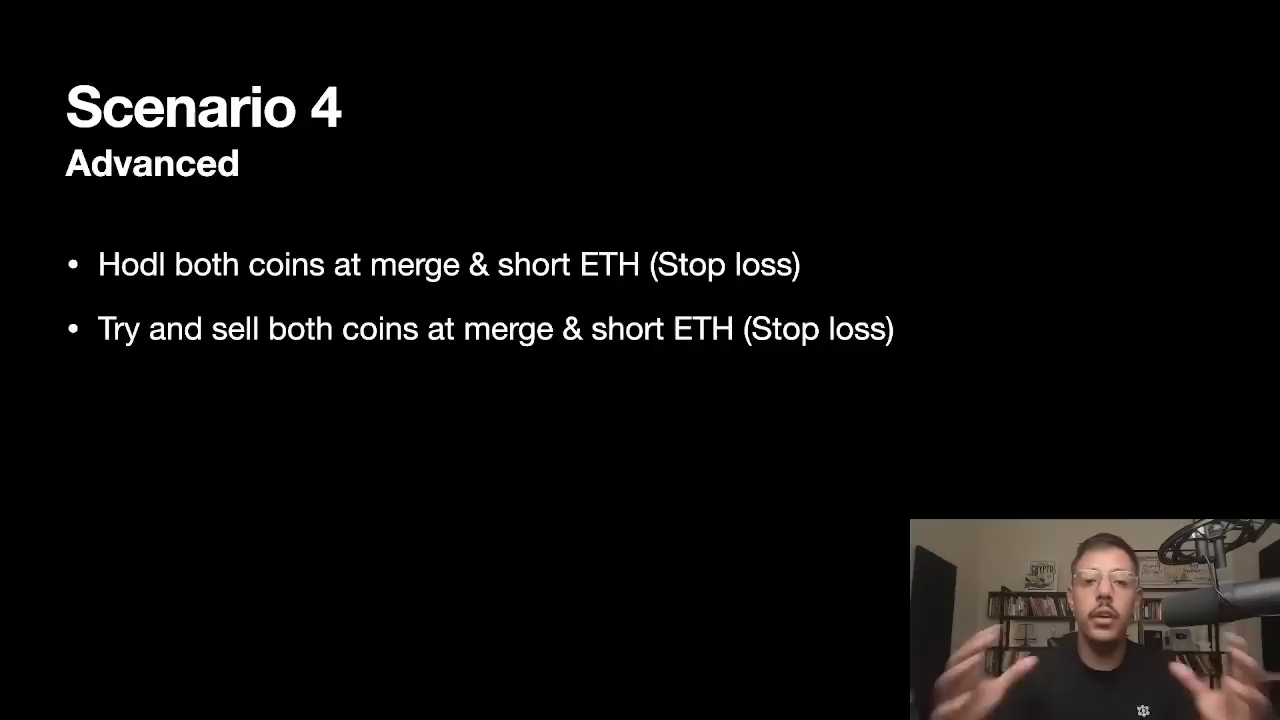 Scenario 4
Advanced
• Hodl both coins at merge & short ETH (Stop loss)
• Try and sell both coins at merge & short ETH (Stop loss)
CRYPTO